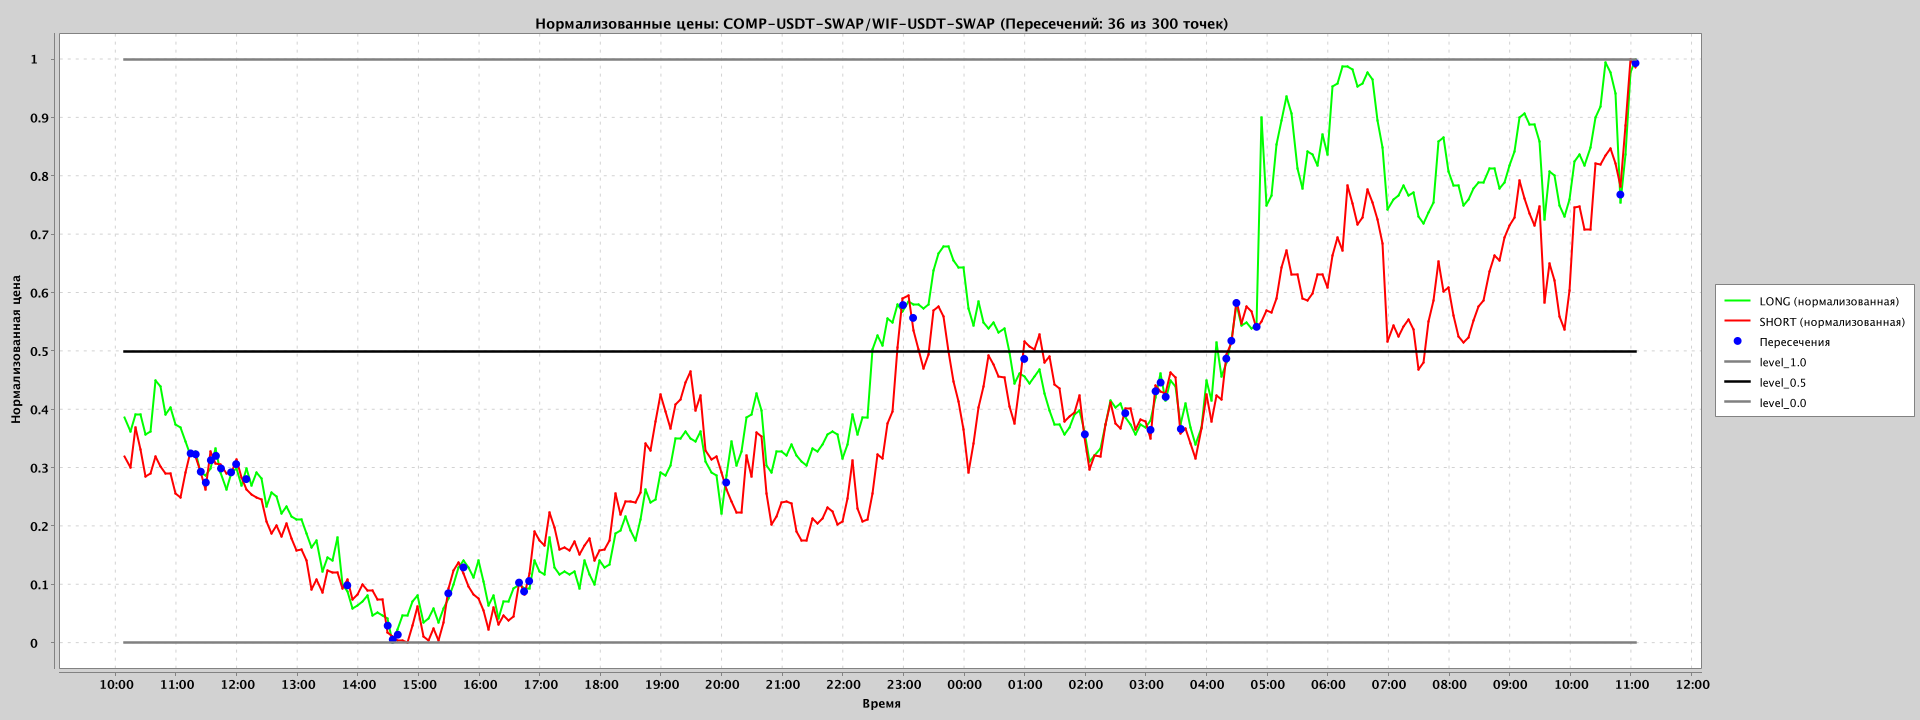 Нормализованные цены: COMP-USDT-SWAP/WIF-USDT-SWAP (Пересечений: 36 из 300 точек)
Нормализованная цена
1
0.9
0.8
0.7
0.6
0.5
0.4
0.3
0.2
0.1
0
10:00 11:00 12:00 13:00 14:00 15:00 16:00 17:00 18:00 19:00 20:00 21:00 22:00 23:00 00:00 01:00 02:00 03:00 04:00 05:00 06:00 07:00 08:00 09:00 10:00 11:00 12:00
Время
LONG (нормализованная)
SHORT (нормализованная)
Пересечения
level_1.0
level_0.5
level_0.0